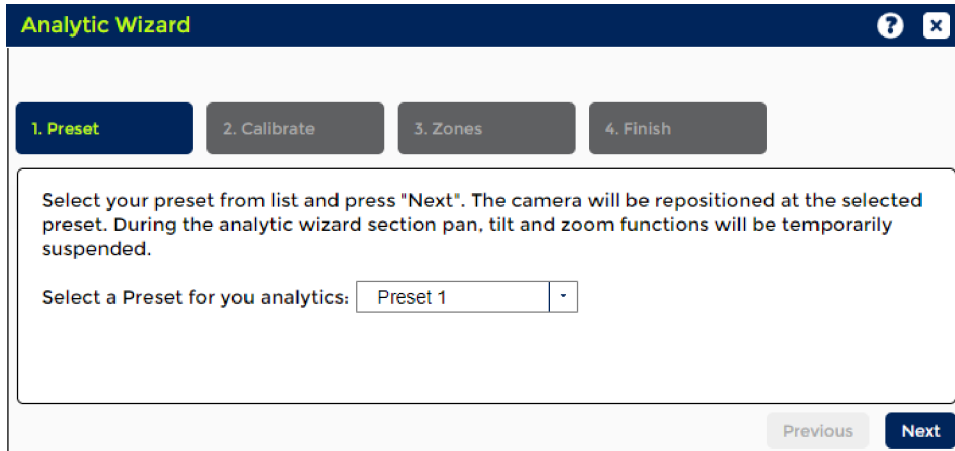 Analytic Wizard
?
1. Preset
2. Calibrate
3. Zones
4. Finish
Select your preset from list and press "Next". The camera will be repositioned at the selected
preset. During the analytic wizard section pan, tilt and zoom functions will be temporarily
suspended.
Select a Preset for you analytics: Preset 1
Previous
Next